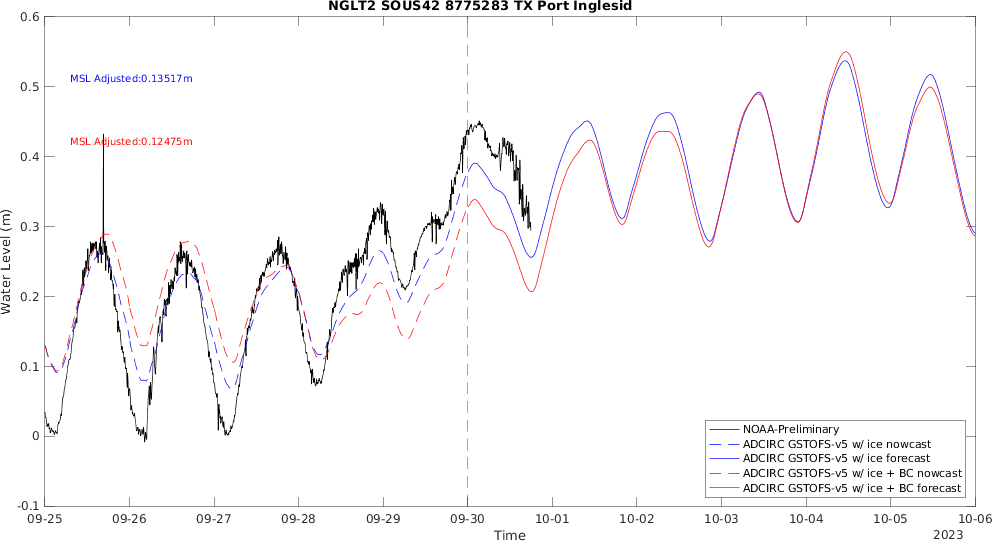 NGLT2 SOUS42 8775283 TX Port Inglesid
0.6
0.5
0.4
0.3
0.2
0.1
0
-0.1
Water Level (m)
MSL Adjusted:0.13517m
MSL Adjusted:0.12475m
NOAA-Preliminary
ADCIRC GSTOFS-v5 w/ ice nowcast
ADCIRC GSTOFS-v5 w/ ice forecast
ADCIRC GSTOFS-v5 w/ ice + BC nowcast
ADCIRC GSTOFS-v5 w/ ice + BC forecast
09-25 09-26 09-27 09-28 09-29 09-30 10-01 10-02 10-03 10-04 10-05 10-06
Time
2023